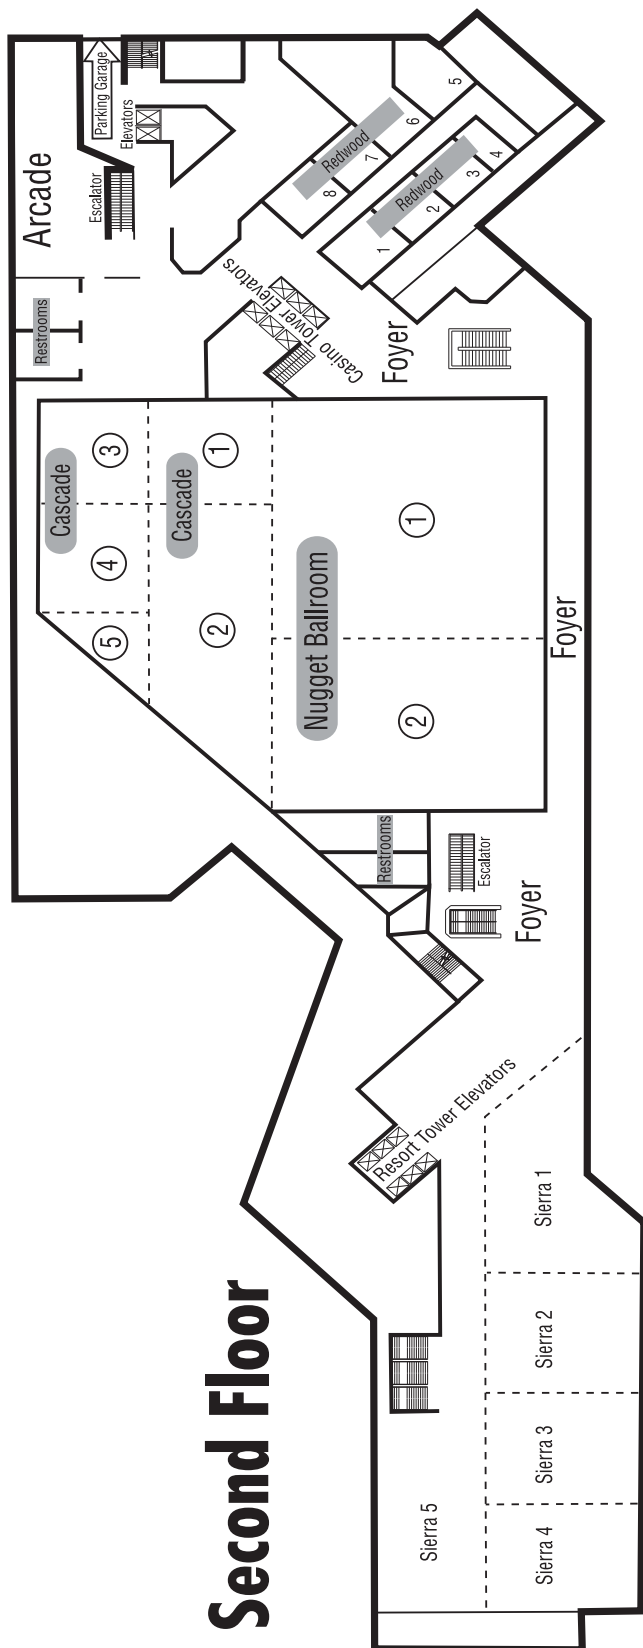 Second Floor
Arcade
Parking Garage
Elevators
Escalator
Restrooms
Casino Tower Elevators
Foyer
Redwood
5
6
7
8
Redwood
1
2
3
4
Cascade
3
4
5
Cascade
1
2
Nugget Ballroom
1
2
Foyer
Restrooms
Escalator
Foyer
Resort Tower Elevators
Sierra 1
Sierra 2
Sierra 3
Sierra 4
Sierra 5